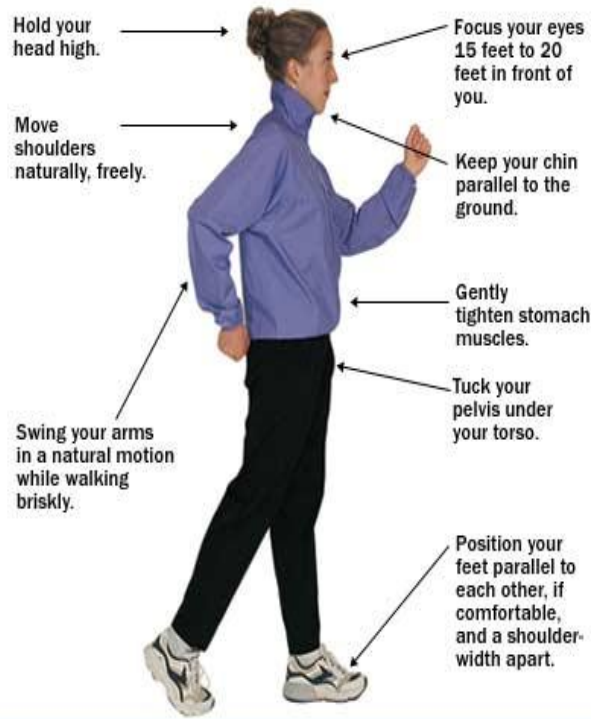 Hold your
head high.
Focus your eyes
15 feet to 20
feet in front of
you.
Move
shoulders
naturally, freely.
Keep your chin
parallel to the
ground.
Gently
tighten stomach
muscles.
Tuck your
pelvis under
your torso.
Swing your arms
in a natural motion
while walking
briskly.
Position your
feet parallel to
each other, if
comfortable,
and a shoulder-
width apart.